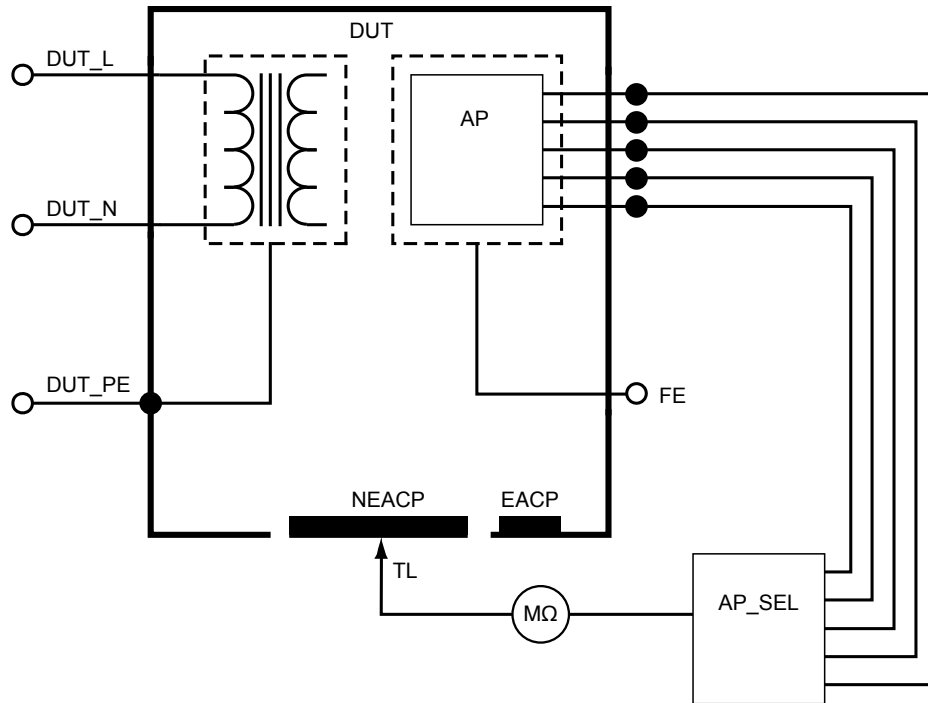 DUT
DUT_L
AP
DUT_N
DUT_PE
FE
NEACP
EACP
TL
MΩ
AP_SEL